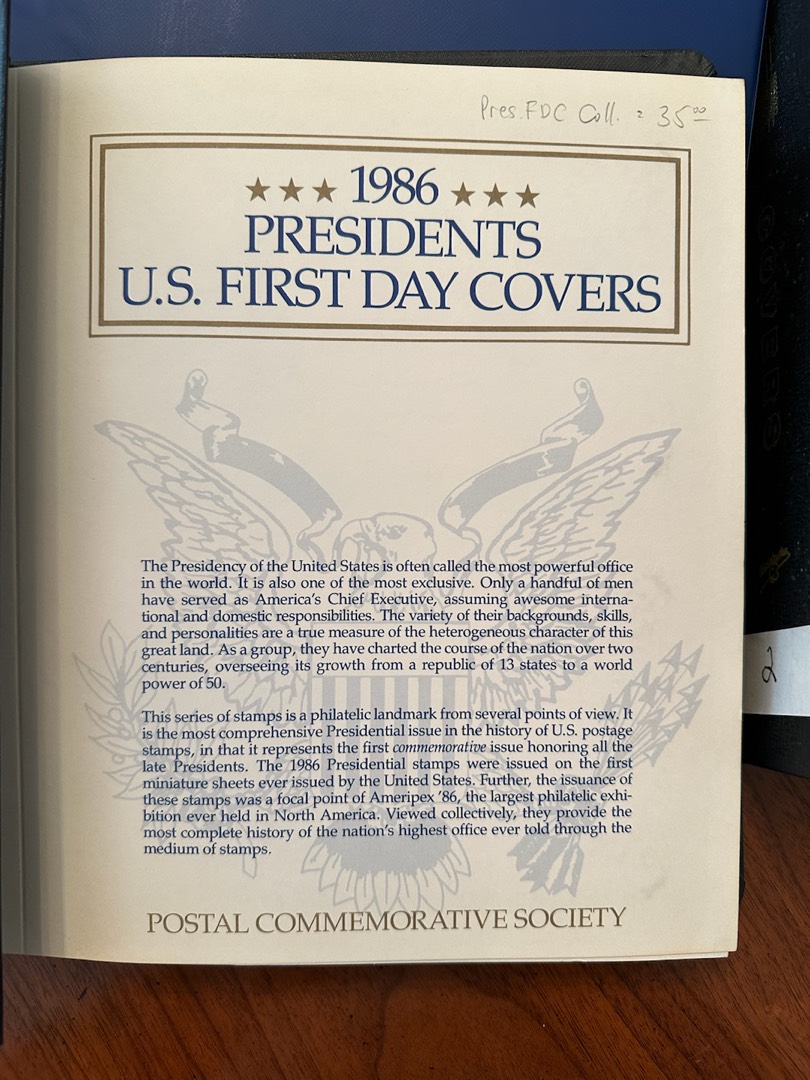 Pres. FDC Coll. = 35.00
★ ★ ★ 1986 ★ ★ ★
PRESIDENTS
U.S. FIRST DAY COVERS
The Presidency of the United States is often called the most powerful office
in the world. It is also one of the most exclusive. Only a handful of men
have served as America's Chief Executive, assuming awesome interna-
tional and domestic responsibilities. The variety of their backgrounds, skills,
and personalities are a true measure of the heterogeneous character of this
great land. As a group, they have charted the course of the nation over two
centuries, overseeing its growth from a republic of 13 states to a world
power of 50.
This series of stamps is a philatelic landmark from several points of view. It
is the most comprehensive Presidential issue in the history of U.S. postage
stamps, in that it represents the first commemorative issue honoring all the
late Presidents. The 1986 Presidential stamps were issued on the first
miniature sheets ever issued by the United States. Further, the issuance of
these stamps was a focal point of Ameripex '86, the largest philatelic exhi-
bition ever held in North America. Viewed collectively, they provide the
most complete history of the nation's highest office ever told through the
medium of stamps.
POSTAL COMMEMORATIVE SOCIETY
2